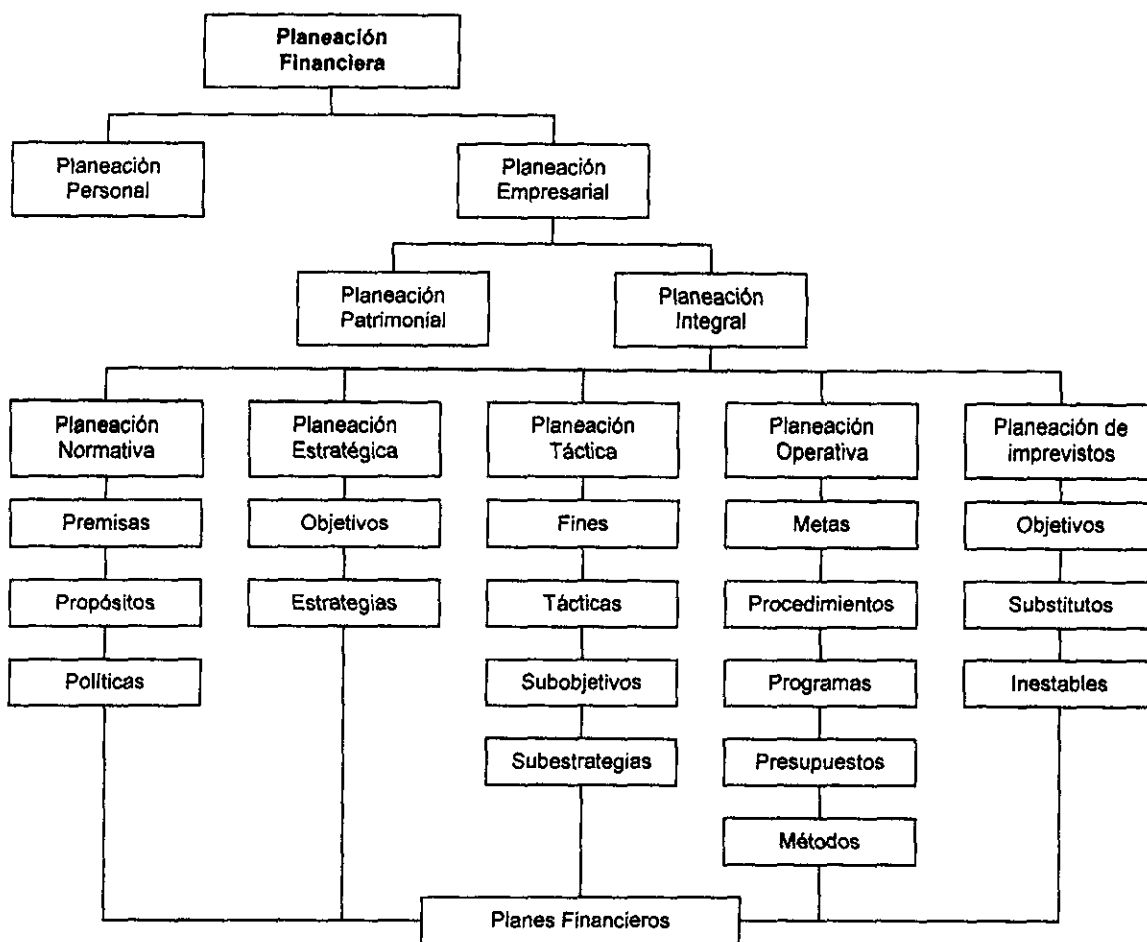 Planeación
Financiera
Planeación
Personal
Planeación
Empresarial
Planeación
Patrimonial
Planeación
Integral
Planeación
Normativa
Planeación
Estratégica
Planeación
Táctica
Planeación
Operativa
Planeación de
imprevistos
Premisas
Objetivos
Fines
Metas
Objetivos
Propósitos
Estrategias
Tácticas
Procedimientos
Substitutos
Políticas
Subobjetivos
Programas
Inestables
Subestrategias
Presupuestos
Métodos
Planes Financieros